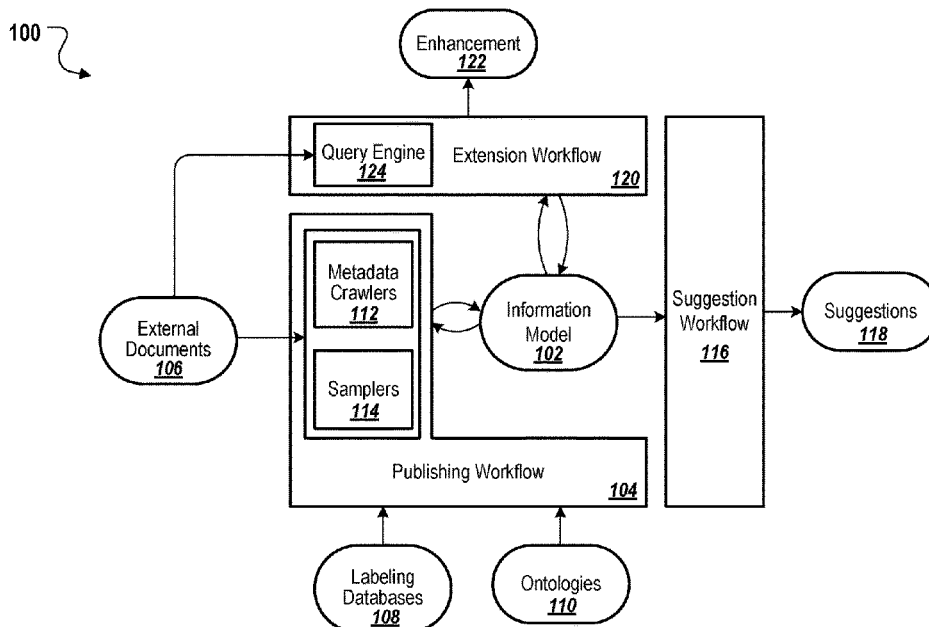 100
Enhancement
122
Query Engine
124
Extension Workflow
120
Metadata
Crawlers
112
External
Documents
106
Information
Model
102
Suggestion
Workflow
116
Suggestions
118
Samplers
114
Publishing Workflow
104
Labeling
Databases
108
Ontologies
110